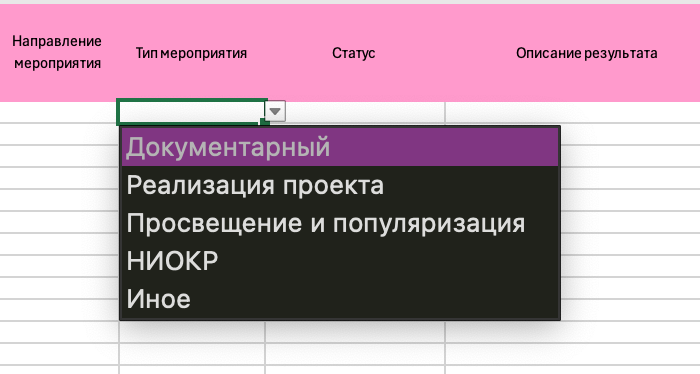 Направление
мероприятия
Тип мероприятия
Статус
Описание результата
Документарный
Реализация проекта
Просвещение и популяризация
НИОКР
Иное